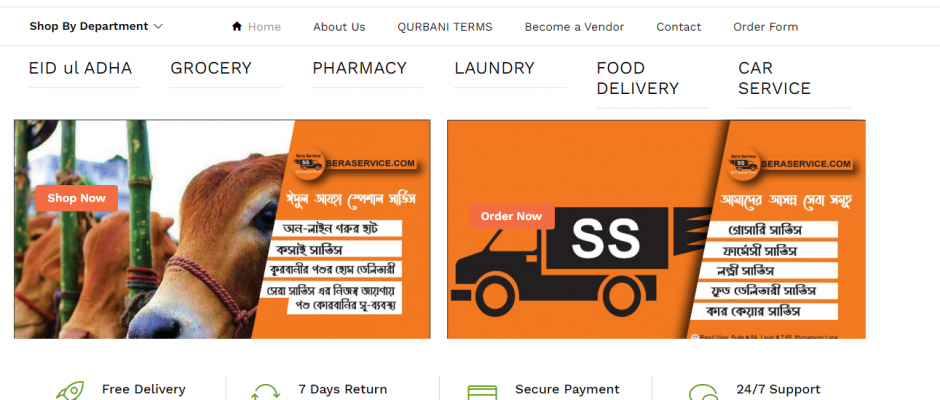 Shop By Department
Home
About Us
QURBANI TERMS
Become a Vendor
Contact
Order Form
EID ul ADHA
GROCERY
PHARMACY
LAUNDRY
FOOD
DELIVERY
CAR
SERVICE
Sera Service
SS
SERASERVICE.COM
Shop Now
ঈদুল আযহা স্পেশাল সার্ভিস
অন-লাইন গরুর হাট
কসাই সার্ভিস
কুরবানীর পশুর হোম ডেলিভারী
সেরা সার্ভিস এর নিজস্ব জায়গায়
পশু কোরবানির সু-ব্যবস্থা
Sera Service
SS
SERASERVICE.COM
Order Now
SS
আমাদের আসন্ন সেবা সমূহ
গ্রোসারি সার্ভিস
ফার্মেসী সার্ভিস
লন্ড্রী সার্ভিস
ফুড ডেলিভারী সার্ভিস
কার কেয়ার সার্ভিস
Free Delivery
7 Days Return
Secure Payment
24/7 Support